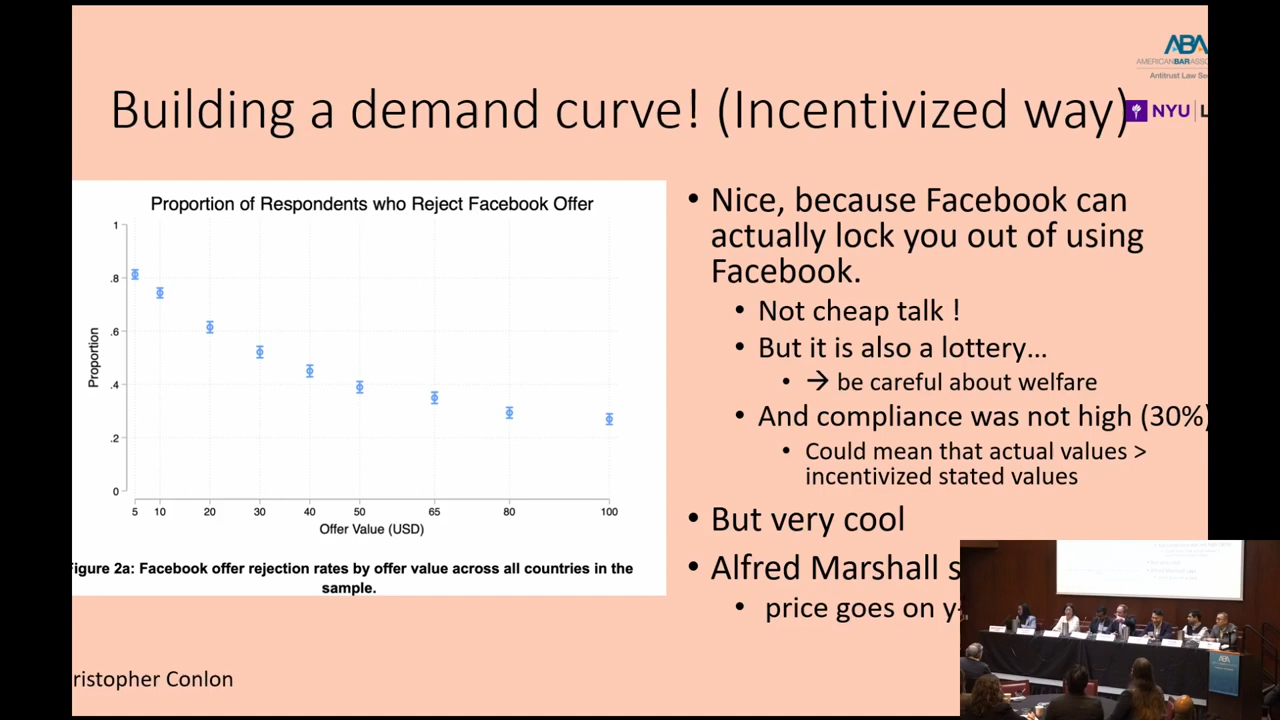 ABA
AMERICANBARASSO
Antitrust Law Se
Building a demand curve! (Incentivized way)
NYU | L
Proportion of Respondents who Reject Facebook Offer
1
.8
.6
.4
.2
0
Proportion
5 10 20 30 40 50 65 80 100
Offer Value (USD)
igure 2a: Facebook offer rejection rates by offer value across all countries in the
sample.
• Nice, because Facebook can
actually lock you out of using
Facebook.
• Not cheap talk !
• But it is also a lottery...
• → be careful about welfare
• And compliance was not high (30%)
• Could mean that actual values >
incentivized stated values
• But very cool
• Alfred Marshall s
• price goes on y-
ristopher Conlon
ABA